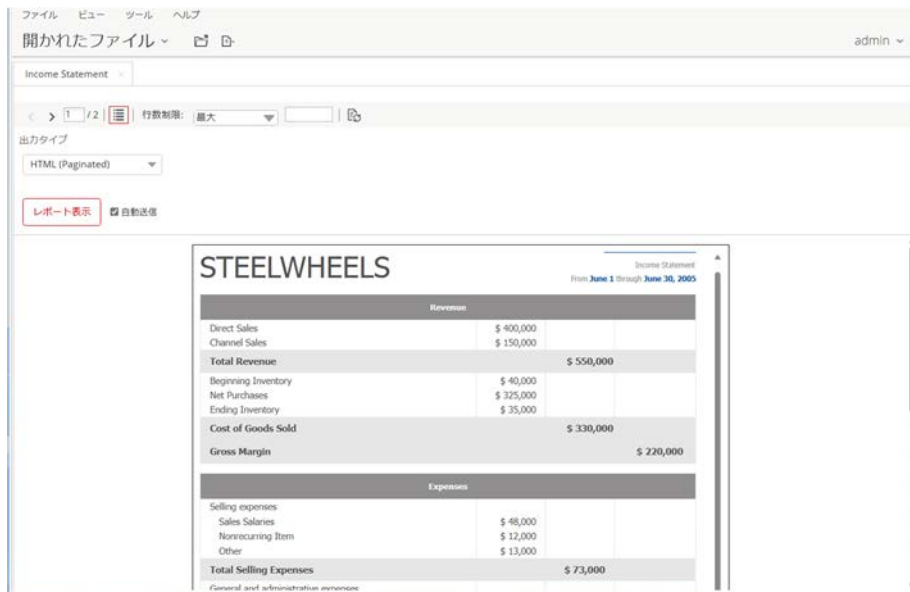 ファイル ビュー ツール ヘルプ
開かれたファイル admin
Income Statement ×
1 / 2 行数制限: 最大
出力タイプ
HTML (Paginated)
レポート表示 自動送信
STEELWHEELS
Income Statement
From June 1 through June 30, 2005
Revenue
Direct Sales $ 400,000
Channel Sales $ 150,000
Total Revenue $ 550,000
Beginning Inventory $ 40,000
Net Purchases $ 325,000
Ending Inventory $ 35,000
Cost of Goods Sold $ 330,000
Gross Margin $ 220,000
Expenses
Selling expenses
Sales Salaries $ 48,000
Nonrecurring Item $ 12,000
Other $ 13,000
Total Selling Expenses $ 73,000
General and administrative expenses